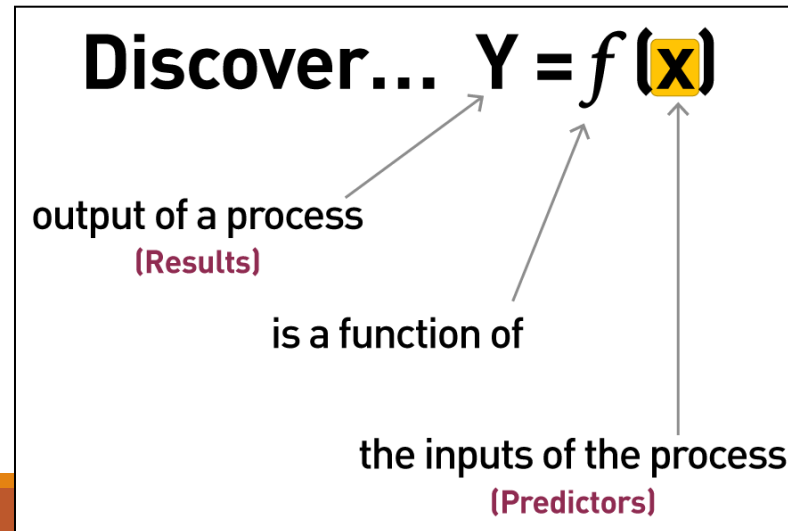 Discover... Y = f (x)
output of a process
(Results)
is a function of
the inputs of the process
(Predictors)